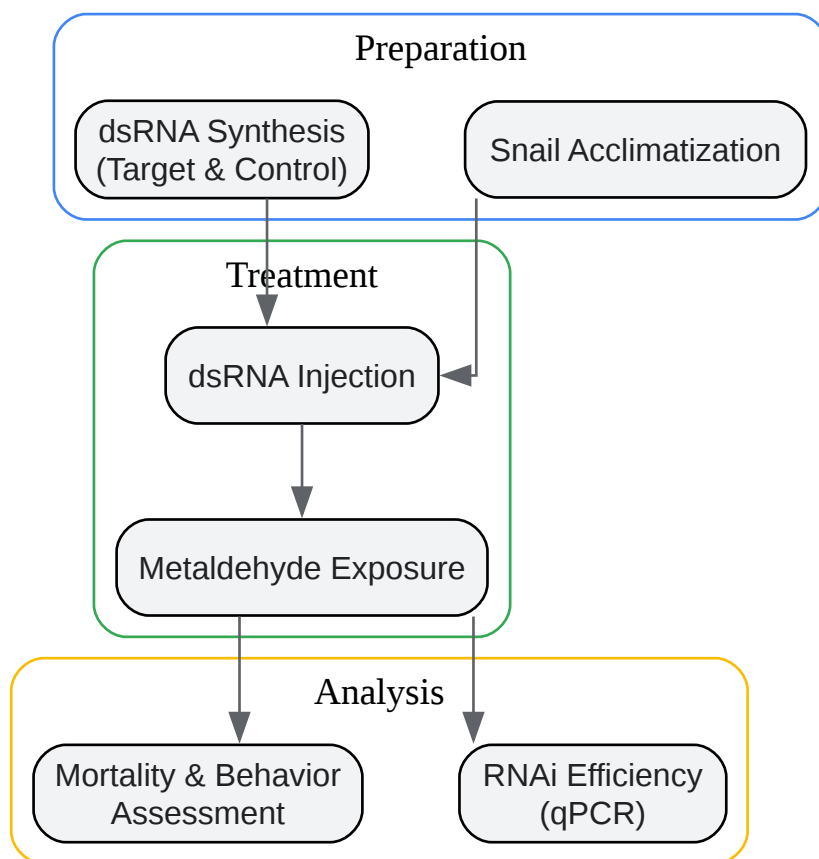 Preparation
dsRNA Synthesis
(Target & Control)
Snail Acclimatization
Treatment
dsRNA Injection
Metaldehyde Exposure
Analysis
Mortality & Behavior
Assessment
RNAi Efficiency
(qPCR)